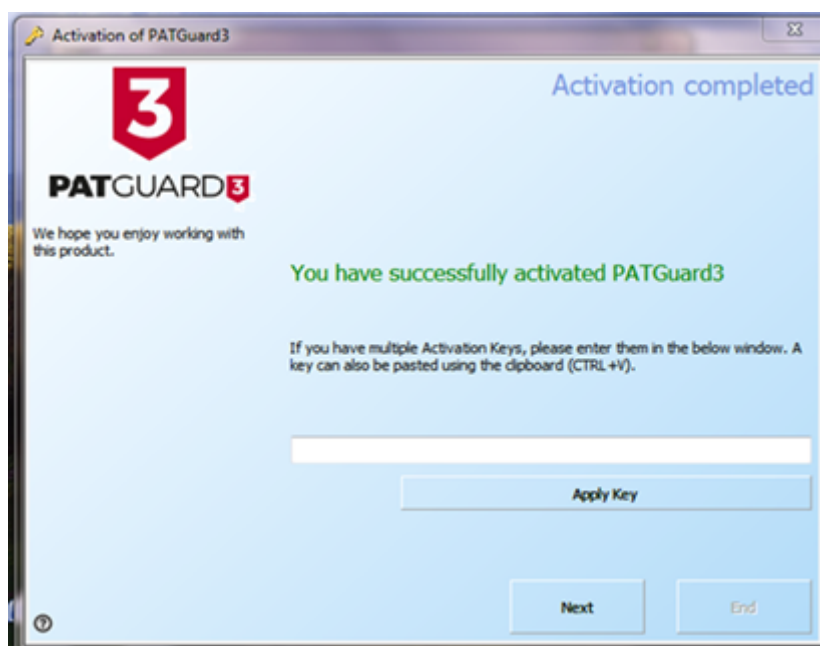 Activation of PATGuard3
Activation completed
3
PATGUARD3
We hope you enjoy working with
this product.
You have successfully activated PATGuard3
If you have multiple Activation Keys, please enter them in the below window. A
key can also be pasted using the clipboard (CTRL+V).
Apply Key
Next
End
?